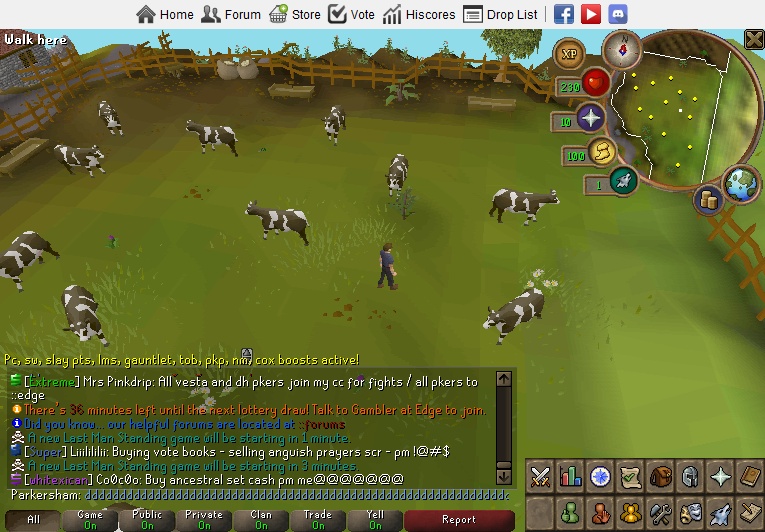 Home Forum Store Vote Hiscores Drop List
Walk here
XP
230
10
100
1
Pc, su, slay pts, lms, gauntlet, tob, pkp, nm, cox boosts active!
[Extreme] Mrs Pinkdrip: All vesta and dh pkers join my cc for fights / all pkers to
::edge
There's 36 minutes left until the next lottery draw! Talk to Gambler at Edge to join.
Did you know... our helpful forums are located at ::forums
A new Last Man Standing game will be starting in 1 minute.
[Super] Liilililii: Buying vote books - selling anguish prayers scr - pm !@#$
A new Last Man Standing game will be starting in 3 minutes.
[whitexican] Co0c0o: Buy ancestral set cash pm me@@@@@@@
Parkersham:
All Game On Public On Private On Clan On Trade On Yell On Report